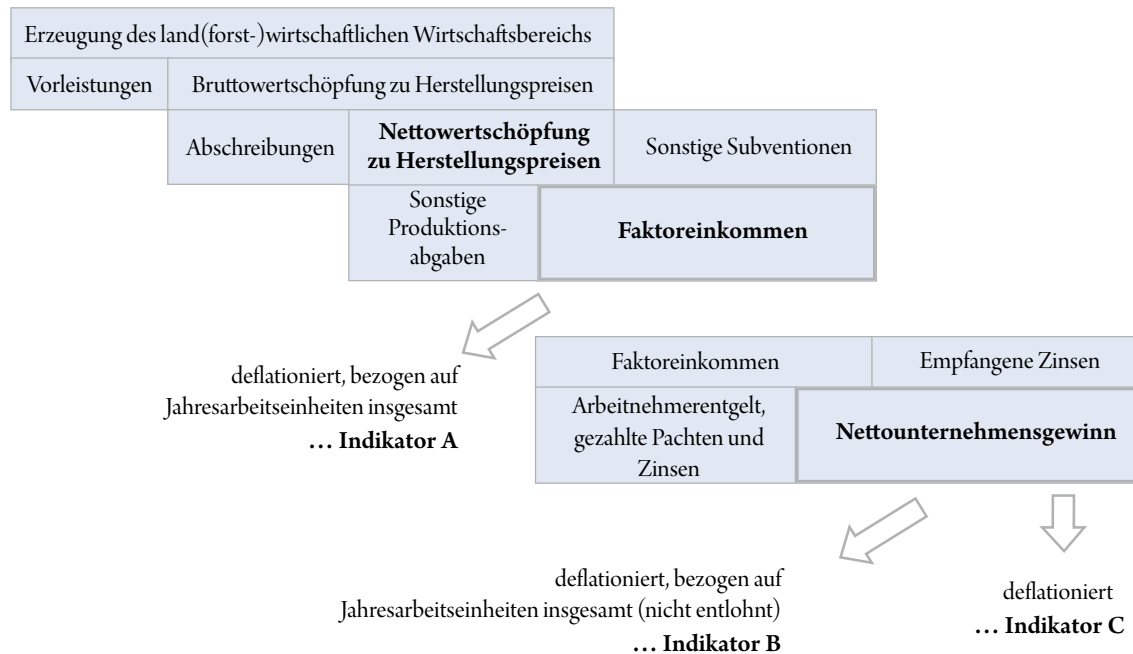 Erzeugung des land(forst-)wirtschaftlichen Wirtschaftsbereichs
Vorleistungen
Bruttowertschöpfung zu Herstellungspreisen
Abschreibungen
Nettowertschöpfung
zu Herstellungspreisen
Sonstige Subventionen
Sonstige
Produktions-
abgaben
Faktoreinkommen
deflationiert, bezogen auf
Jahresarbeitseinheiten insgesamt
... Indikator A
Faktoreinkommen
Empfangene Zinsen
Arbeitnehmerentgelt,
gezahlte Pachten und
Zinsen
Nettounternehmensgewinn
deflationiert, bezogen auf
Jahresarbeitseinheiten insgesamt (nicht entlohnt)
... Indikator B
deflationiert
... Indikator C